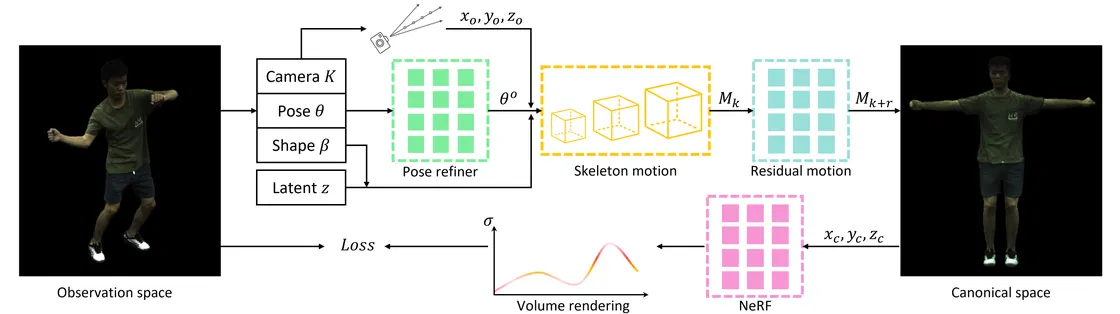 x_o, y_o, z_o
Camera K
Pose θ
Shape β
Latent z
θ^o
M_k
M_{k+r}
Pose refiner
Skeleton motion
Residual motion
Loss
σ
x_c, y_c, z_c
Observation space
Volume rendering
NeRF
Canonical space